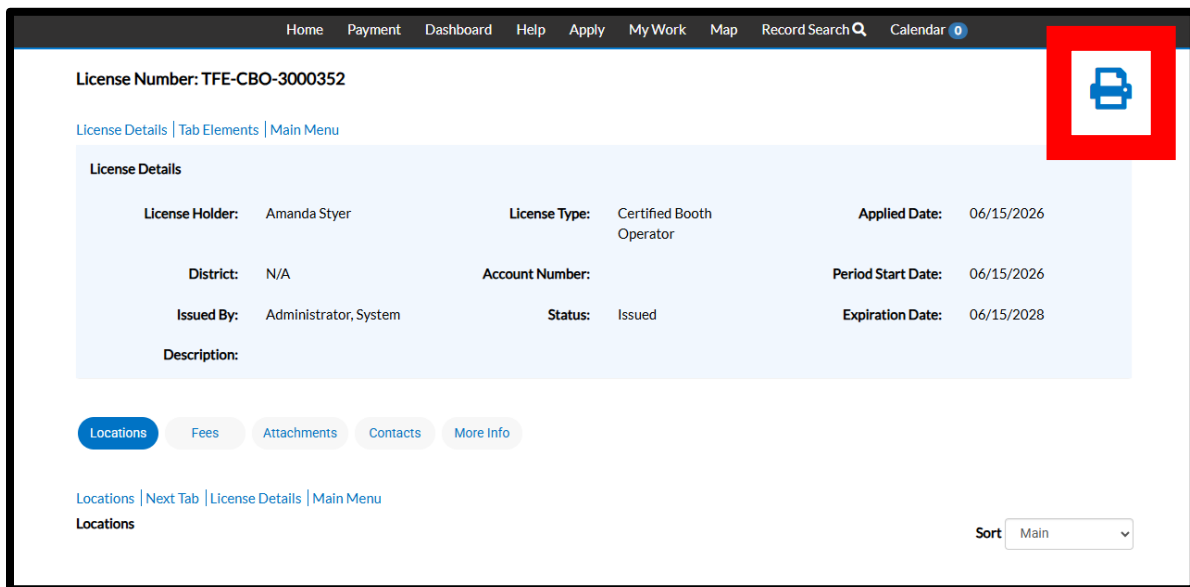 Home Payment Dashboard Help Apply My Work Map Record Search Calendar 0
License Number: TFE-CBO-3000352
License Details | Tab Elements | Main Menu
License Details
License Holder: Amanda Styer License Type: Certified Booth Operator Applied Date: 06/15/2026
District: N/A Account Number: Period Start Date: 06/15/2026
Issued By: Administrator, System Status: Issued Expiration Date: 06/15/2028
Description:
Locations Fees Attachments Contacts More Info
Locations | Next Tab | License Details | Main Menu
Locations
Sort Main